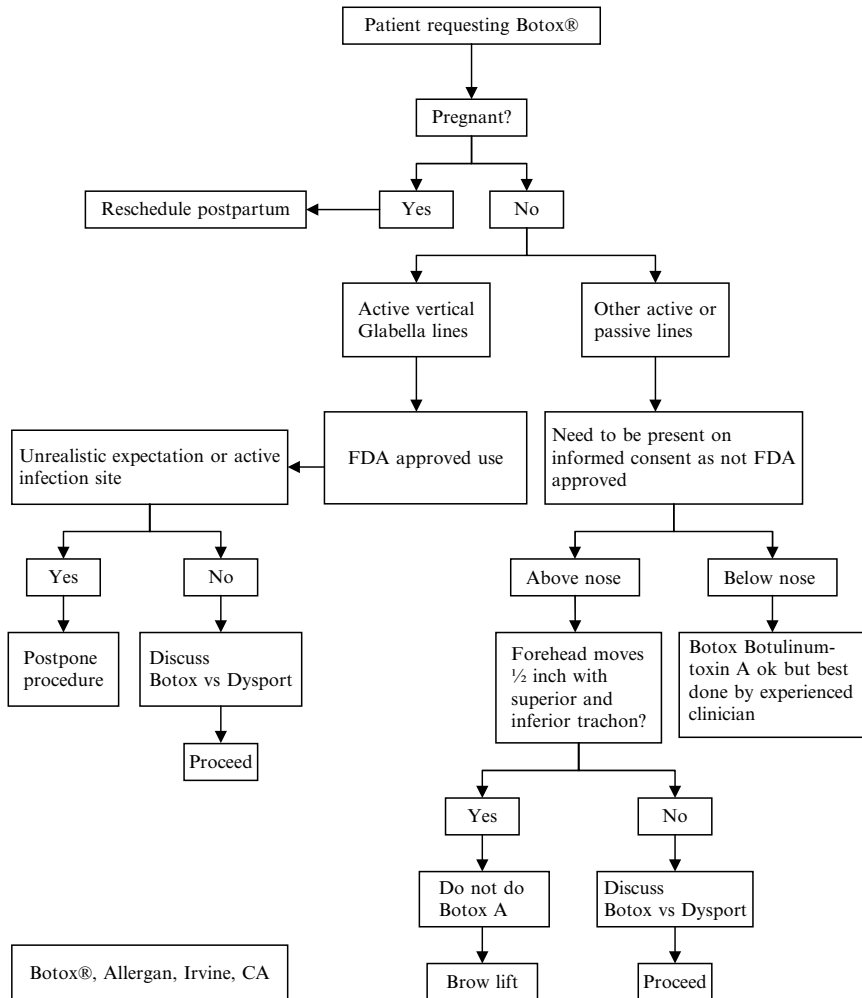 Patient requesting Botox®
Pregnant?
Reschedule postpartum
Yes
No
Active vertical
Glabella lines
Other active or
passive lines
Unrealistic expectation or active
infection site
FDA approved use
Need to be present on
informed consent as not FDA
approved
Yes
No
Above nose
Below nose
Postpone
procedure
Discuss
Botox vs Dysport
Forehead moves
½ inch with
superior and
inferior trachon?
Botox Botulinum-
toxin A ok but best
done by experienced
clinician
Proceed
Yes
No
Do not do
Botox A
Discuss
Botox vs Dysport
Botox®, Allergan, Irvine, CA
Brow lift
Proceed